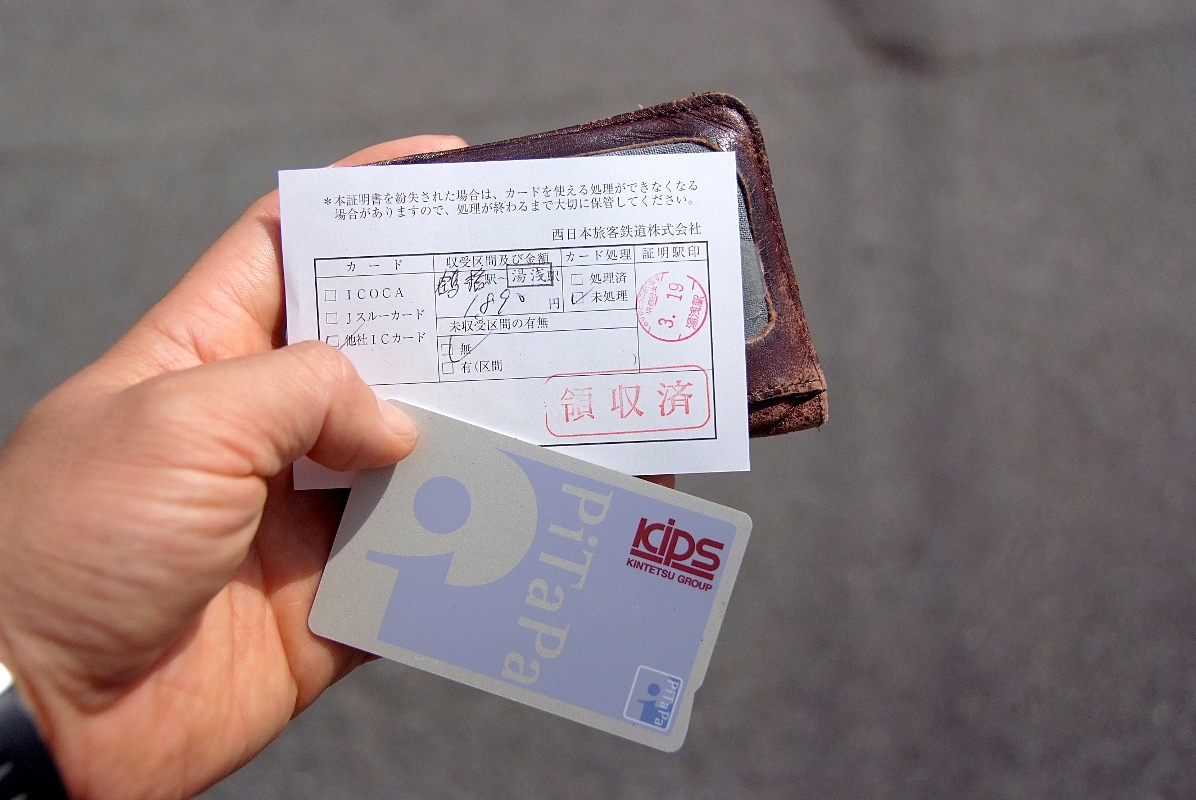 *本証明書を紛失された場合は、カードを使える処理ができなくなる
場合がありますので、処理が終わるまで大切に保管してください。
西日本旅客鉄道株式会社
カード 収受区間及び金額 カード処理 証明駅印
鶴橋駅～湯浅駅
1890円
□ICOCA
□Jスルーカード
☑他社ICカード
□処理済
☑未処理
3. 19
湯浅駅
未収受区間の有無
☑無
□有(区間 )
領収済
PiTaPa
KIPS
KINTETSU GROUP
PiTaPa